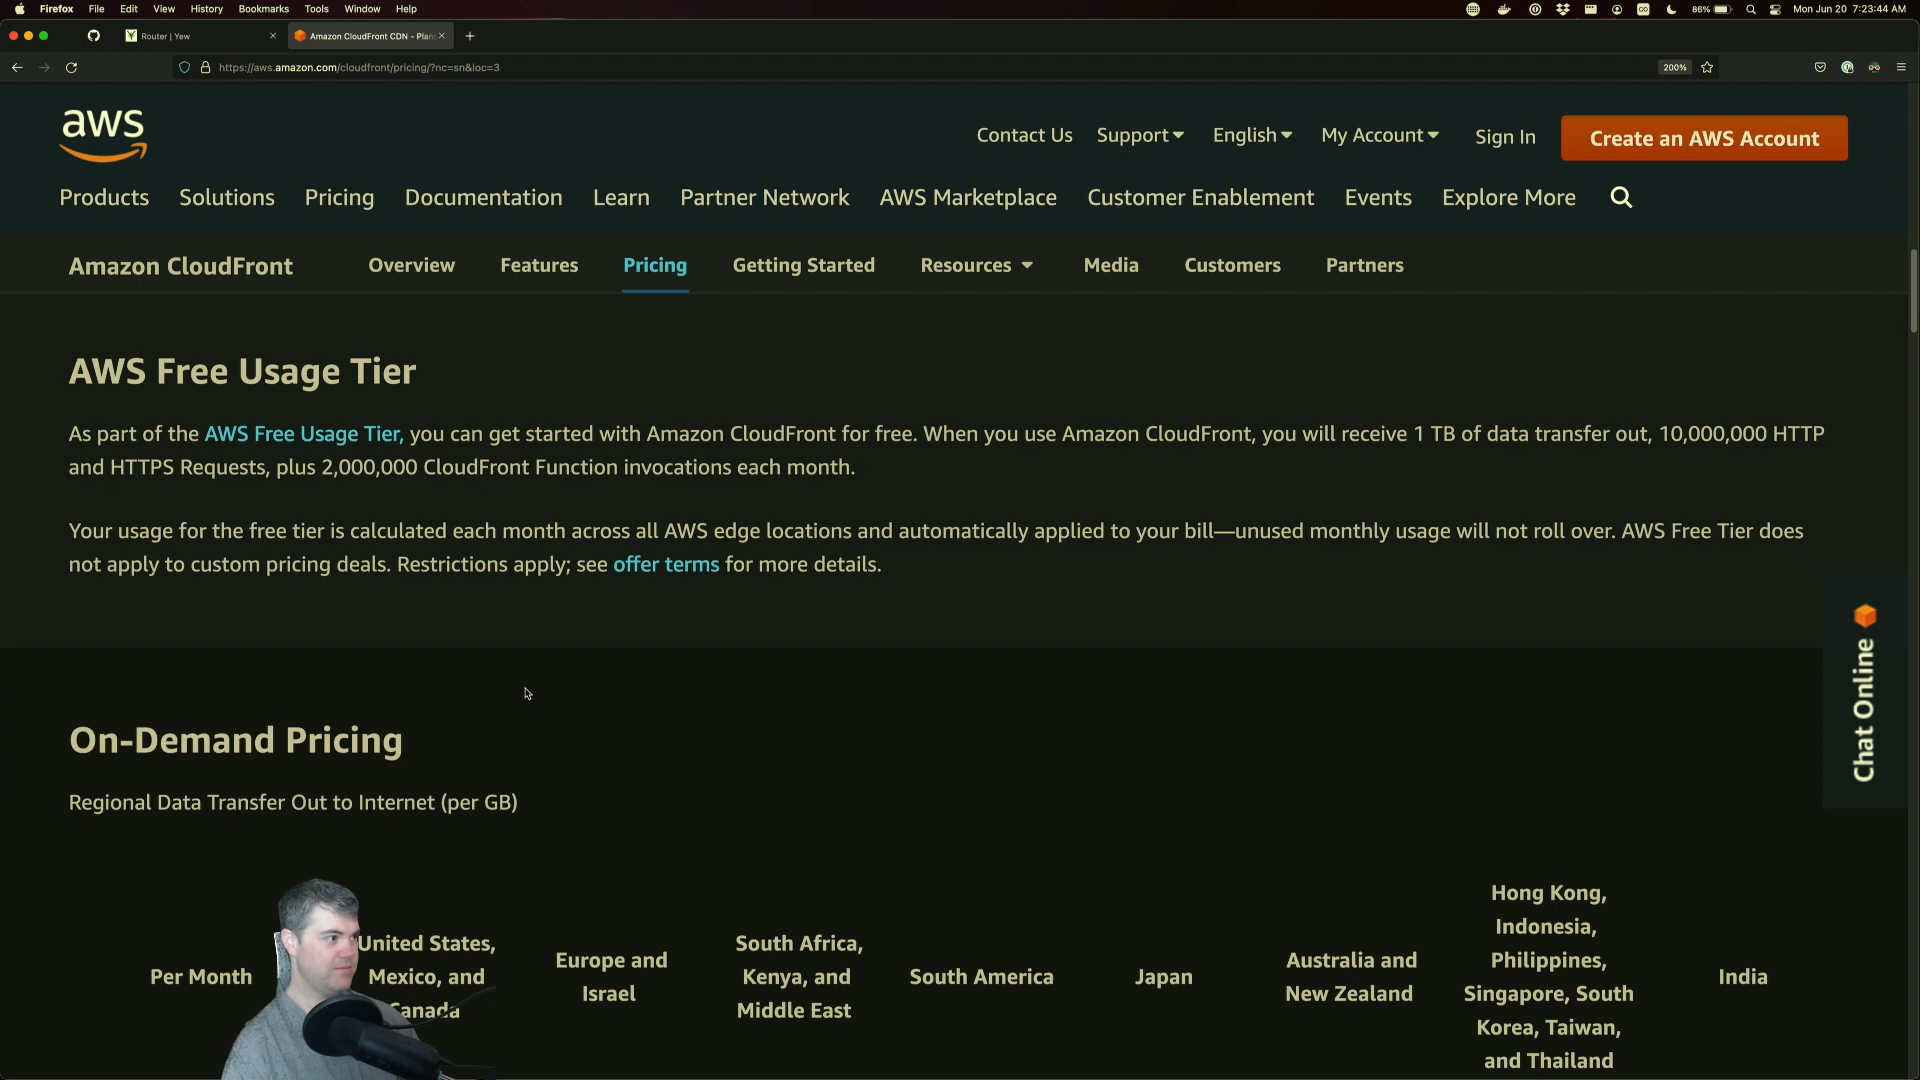 Firefox File Edit View History Bookmarks Tools Window Help 86% Mon Jun 20 7:23:44 AM
Router | Yew
Amazon CloudFront CDN - Plans
https://aws.amazon.com/cloudfront/pricing/?nc=sn&loc=3
200%
aws
Contact Us Support English My Account Sign In Create an AWS Account
Products Solutions Pricing Documentation Learn Partner Network AWS Marketplace Customer Enablement Events Explore More
Amazon CloudFront Overview Features Pricing Getting Started Resources Media Customers Partners
AWS Free Usage Tier
As part of the AWS Free Usage Tier, you can get started with Amazon CloudFront for free. When you use Amazon CloudFront, you will receive 1 TB of data transfer out, 10,000,000 HTTP
and HTTPS Requests, plus 2,000,000 CloudFront Function invocations each month.
Your usage for the free tier is calculated each month across all AWS edge locations and automatically applied to your bill—unused monthly usage will not roll over. AWS Free Tier does
not apply to custom pricing deals. Restrictions apply; see offer terms for more details.
Chat Online
On-Demand Pricing
Regional Data Transfer Out to Internet (per GB)
Per Month
United States,
Mexico, and
Canada
Europe and
Israel
South Africa,
Kenya, and
Middle East
South America
Japan
Australia and
New Zealand
Hong Kong,
Indonesia,
Philippines,
Singapore, South
Korea, Taiwan,
and Thailand
India